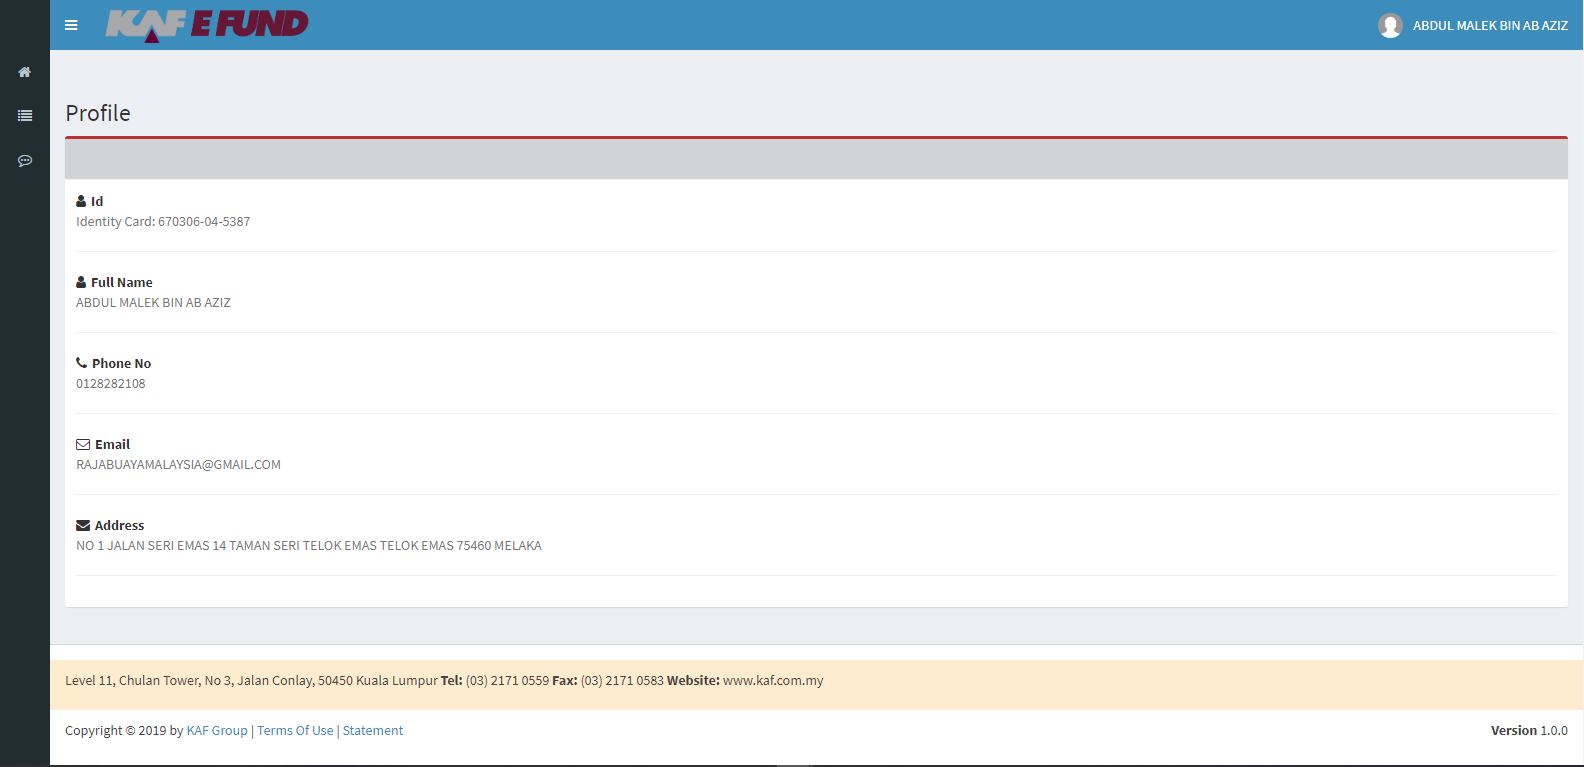 KAF E FUND
ABDUL MALEK BIN AB AZIZ
Profile
Id
Identity Card: 670306-04-5387
Full Name
ABDUL MALEK BIN AB AZIZ
Phone No
0128282108
Email
RAJABUAYAMALAYSIA@GMAIL.COM
Address
NO 1 JALAN SERI EMAS 14 TAMAN SERI TELOK EMAS TELOK EMAS 75460 MELAKA
Level 11, Chulan Tower, No 3, Jalan Conlay, 50450 Kuala Lumpur Tel: (03) 2171 0559 Fax: (03) 2171 0583 Website: www.kaf.com.my
Copyright © 2019 by KAF Group | Terms Of Use | Statement
Version 1.0.0